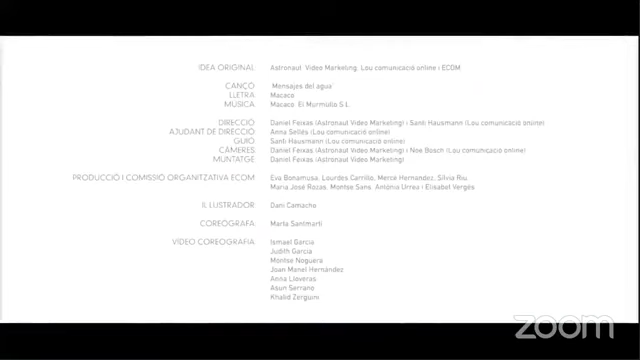 IDEA ORIGINAL Astronaut Video Marketing, Lou comunicació online i ECOM
CANÇÓ 'Mensajes del agua'
LLETRA Macaco
MÚSICA Macaco. El Murmullo S.L.
DIRECCIÓ Daniel Feixas (Astronaut Video Marketing) i Santi Hausmann (Lou comunicació online)
AJUDANT DE DIRECCIÓ Anna Sellés (Lou comunicació online)
GUIÓ Santi Hausmann (Lou comunicació online)
CÀMERES Daniel Feixas (Astronaut Video Marketing) i Noe Bosch (Lou comunicació online)
MUNTATGE Daniel Feixas (Astronaut Video Marketing)
PRODUCCIÓ I COMISSIÓ ORGANITZATIVA ECOM Eva Bonamusa, Lourdes Carrillo, Mercè Hernandez, Sílvia Riu
Maria José Rozas, Montse Sans, Antònia Urrea i Elisabet Vergés
IL·LUSTRADOR Dani Camacho
COREÒGRAFA Marta Santmartí
VÍDEO COREOGRAFIA Ismael Garcia
Judith Garcia
Montse Noguera
Joan Manel Hernández
Anna Lloveras
Asun Serrano
Khalid Zerguini
zoom